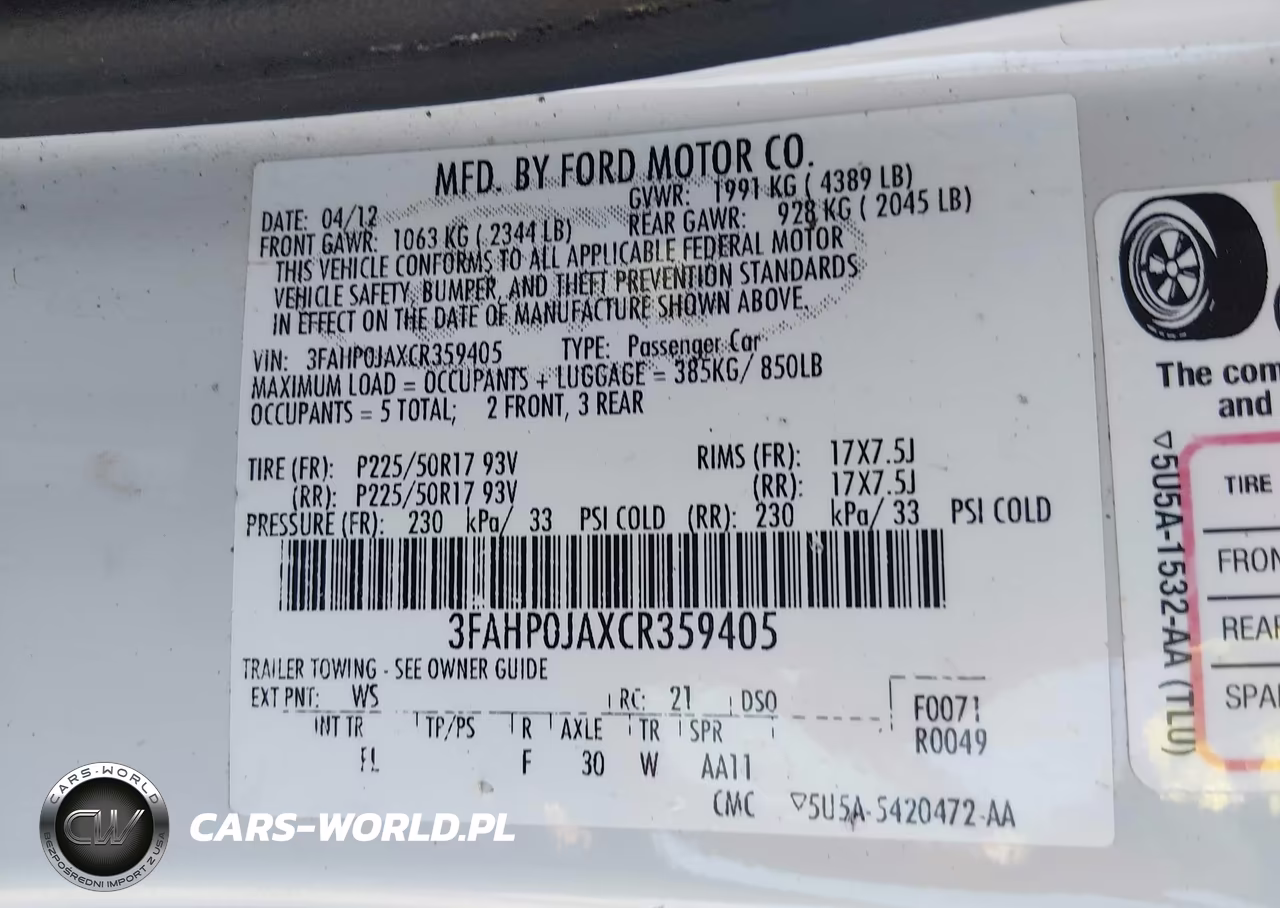 MFD. BY FORD MOTOR CO.
DATE: 04/12 GVWR: 1991 KG ( 4389 LB)
FRONT GAWR: 1063 KG ( 2344 LB) REAR GAWR: 928 KG ( 2045 LB)
THIS VEHICLE CONFORMS TO ALL APPLICABLE FEDERAL MOTOR
VEHICLE SAFETY, BUMPER, AND THEFT PREVENTION STANDARDS
IN EFFECT ON THE DATE OF MANUFACTURE SHOWN ABOVE.
VIN: 3FAHP0JAXCR359405 TYPE: Passenger Car
MAXIMUM LOAD = OCCUPANTS + LUGGAGE = 385KG/ 850LB
OCCUPANTS = 5 TOTAL; 2 FRONT, 3 REAR
TIRE (FR): P225/50R17 93V RIMS (FR): 17X7.5J
(RR): P225/50R17 93V (RR): 17X7.5J
PRESSURE (FR): 230 kPa/ 33 PSI COLD (RR): 230 kPa/ 33 PSI COLD
3FAHP0JAXCR359405
TRAILER TOWING - SEE OWNER GUIDE
EXT PNT: WS RC: 21 DSO F0071
INT TR TP/PS R AXLE TR SPR R0049
F 30 W AA11
CMC ▽5U5A-5420472-AA
The com
and
▽5U5A-1532-AA (TLU)
TIRE
FRON
REAR
SPA
CARS-WORLD
CW
BEZPOŚREDNI IMPORT Z USA
CARS-WORLD.PL